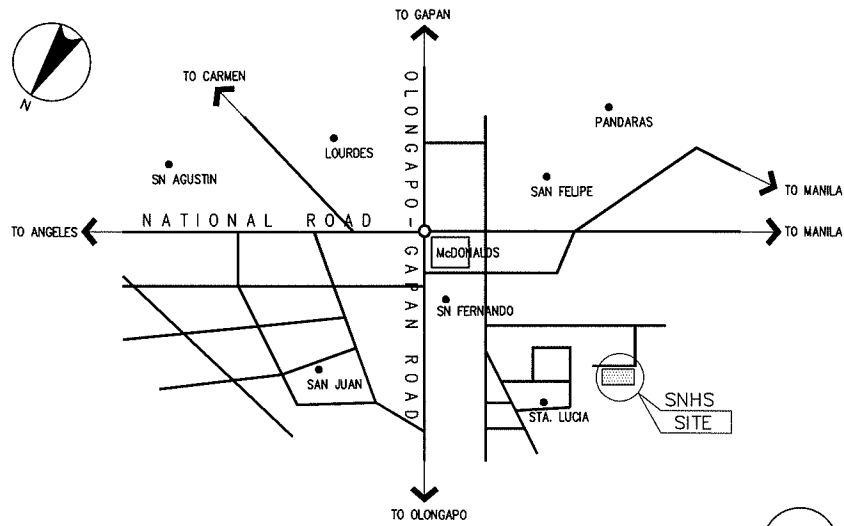 TO GAPAN
N
TO CARMEN
PANDARAS
LOURDES
SN AGUSTIN
SAN FELIPE
TO MANILA
NATIONAL ROAD
TO ANGELES
TO MANILA
OLONGAPO-GAPAN ROAD
McDONALDS
SN FERNANDO
SAN JUAN
STA. LUCIA
SNHS
SITE
TO OLONGAPO